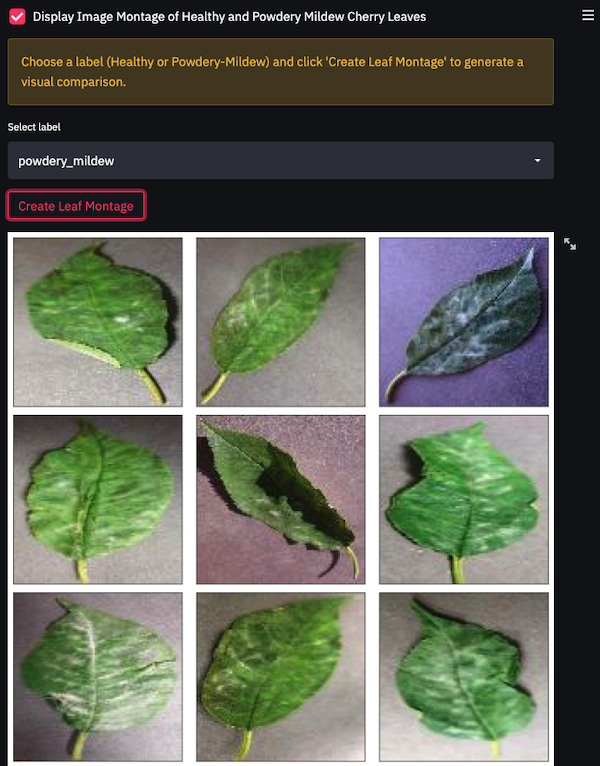 Display Image Montage of Healthy and Powdery Mildew Cherry Leaves
Choose a label (Healthy or Powdery-Mildew) and click 'Create Leaf Montage' to generate a
visual comparison.
Select label
powdery_mildew
Create Leaf Montage